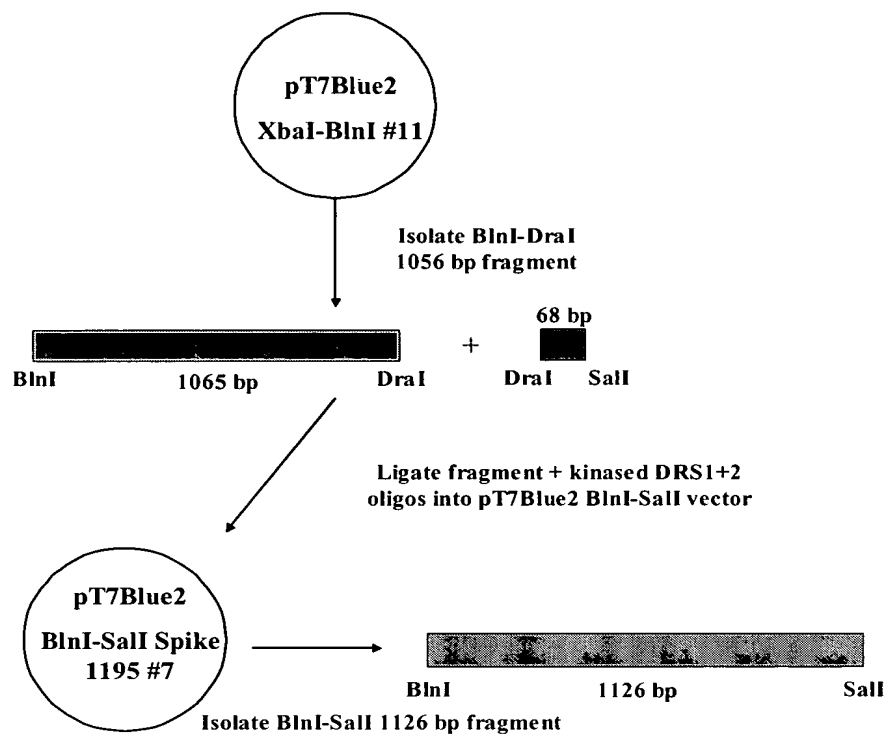 pT7Blue2
XbaI-BlnI #11
Isolate BlnI-DraI
1056 bp fragment
68 bp
+
BlnI
1065 bp
DraI
DraI
SalI
Ligate fragment + kinased DRS1+2
oligos into pT7Blue2 BlnI-SalI vector
pT7Blue2
BlnI-SalI Spike
1195 #7
BlnI
1126 bp
SalI
Isolate BlnI-SalI 1126 bp fragment